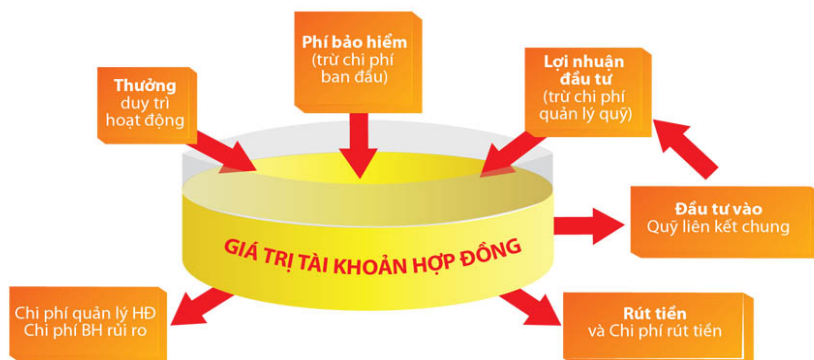 Thưởng
duy trì
hoạt động
Phí bảo hiểm
(trừ chi phí
ban đầu)
Lợi nhuận
đầu tư
(trừ chi phí
quản lý quỹ)
Đầu tư vào
Quỹ liên kết chung
GIÁ TRỊ TÀI KHOẢN HỢP ĐỒNG
Chi phí quản lý HĐ
Chi phí BH rủi ro
Rút tiền
và Chi phí rút tiền